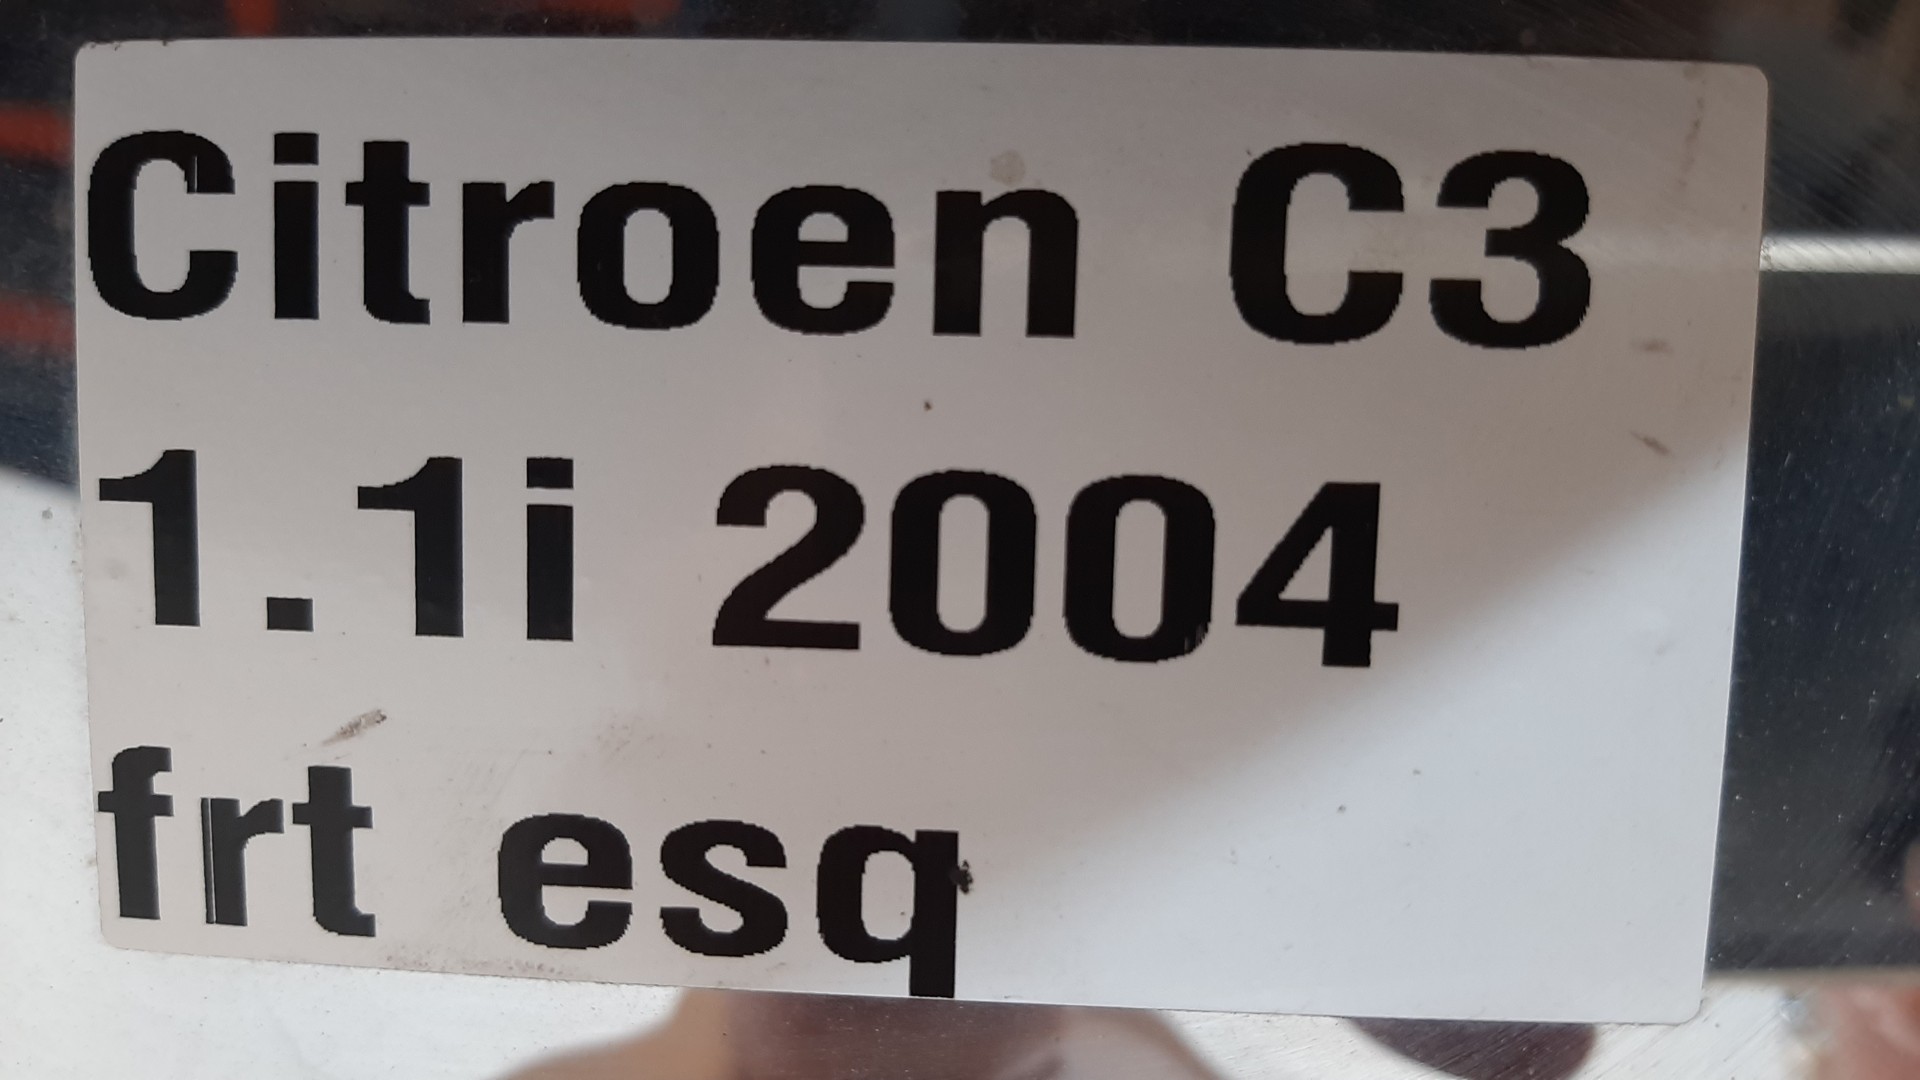 Citroen C3
1.1i 2004
frt esq